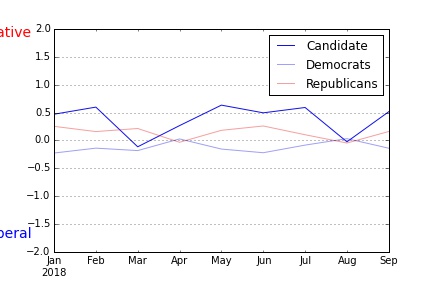 ative
2.0
1.5
1.0
0.5
0.0
−0.5
−1.0
−1.5
−2.0
beral
Candidate
Democrats
Republicans
Jan Feb Mar Apr May Jun Jul Aug Sep
2018